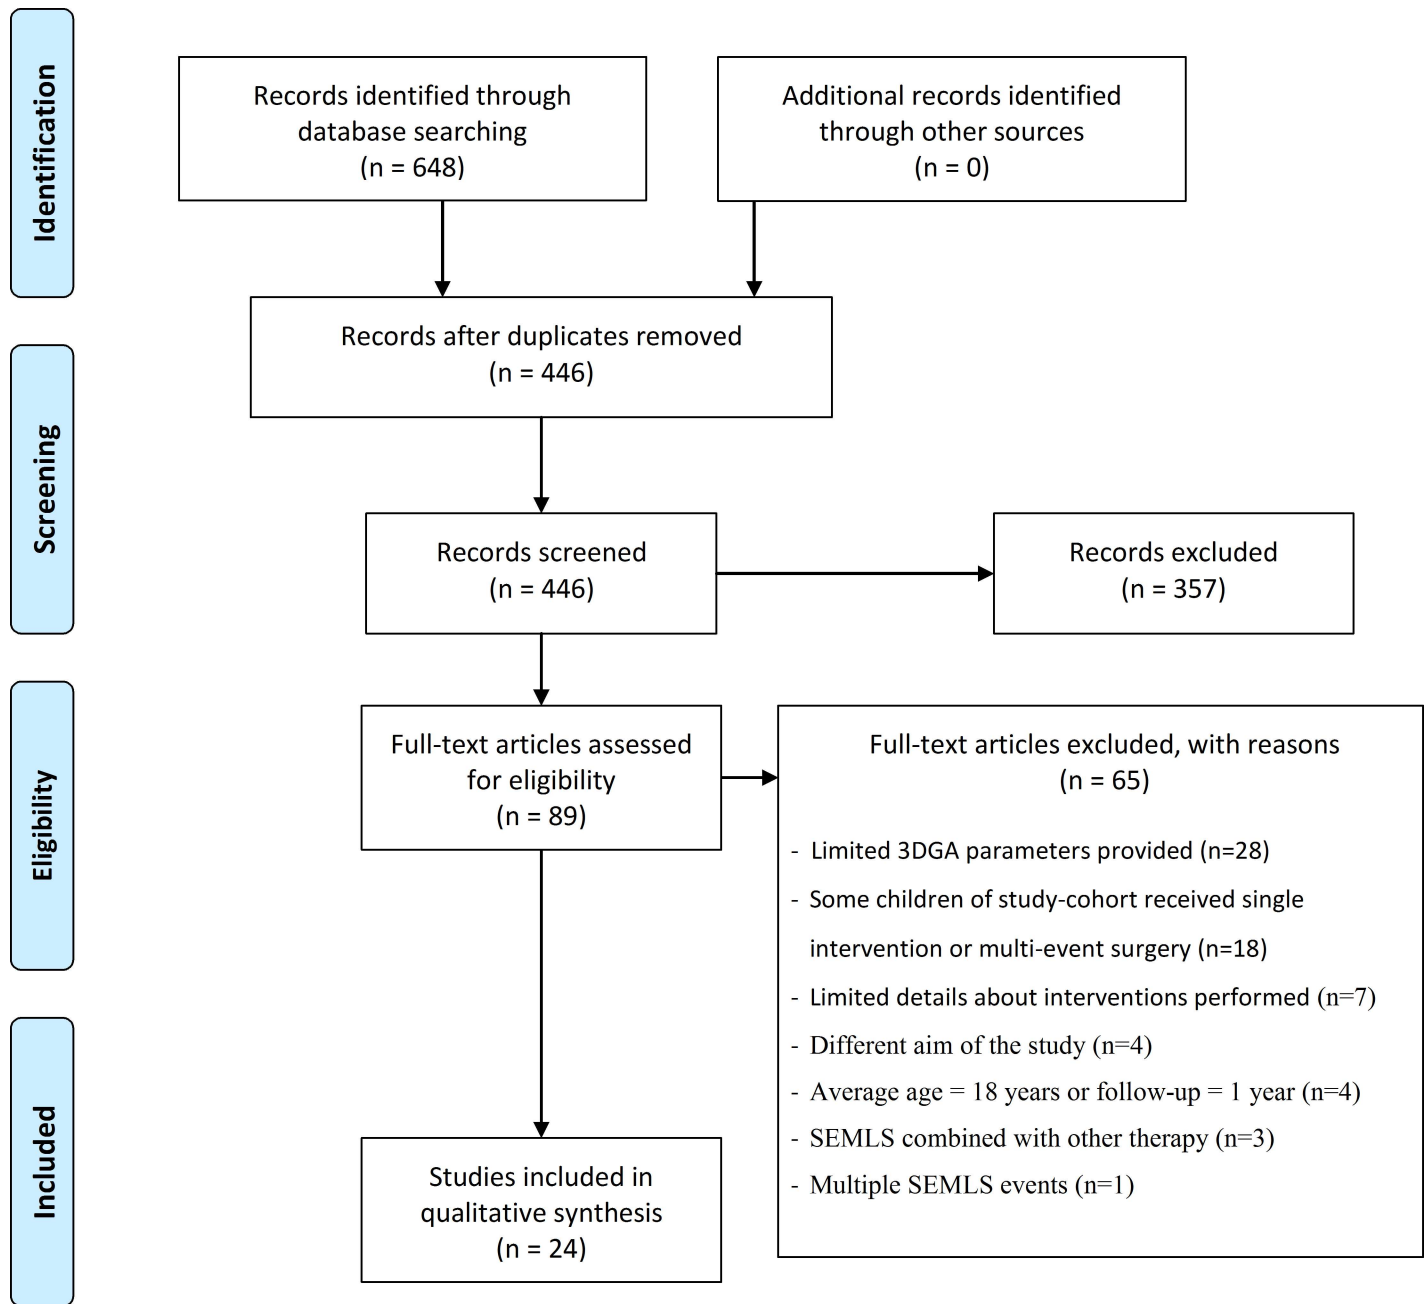 Identification
Records identified through
database searching
(n = 648)
Additional records identified
through other sources
(n = 0)
Records after duplicates removed
(n = 446)
Screening
Records screened
(n = 446)
Records excluded
(n = 357)
Eligibility
Full-text articles assessed
for eligibility
(n = 89)
Full-text articles excluded, with reasons
(n = 65)
- Limited 3DGA parameters provided (n=28)
- Some children of study-cohort received single
intervention or multi-event surgery (n=18)
- Limited details about interventions performed (n=7)
- Different aim of the study (n=4)
- Average age = 18 years or follow-up = 1 year (n=4)
- SEMLS combined with other therapy (n=3)
- Multiple SEMLS events (n=1)
Included
Studies included in
qualitative synthesis
(n = 24)